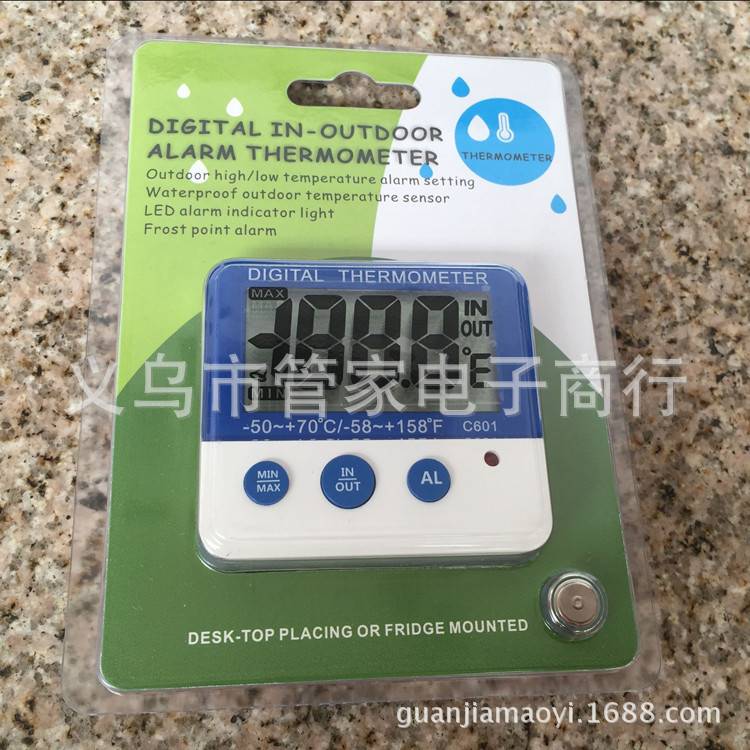 DIGITAL IN-OUTDOOR
ALARM THERMOMETER
Outdoor high/low temperature alarm setting
Waterproof outdoor temperature sensor
LED alarm indicator light
Frost point alarm
THERMOMETER
DIGITAL THERMOMETER
MAX
IN
OUT
MIN
义乌市管家电子商行
-50~+70°C/-58~+158°F C601
MIN
MAX
IN
OUT
AL
DESK-TOP PLACING OR FRIDGE MOUNTED
guanjiamaoyi.1688.com